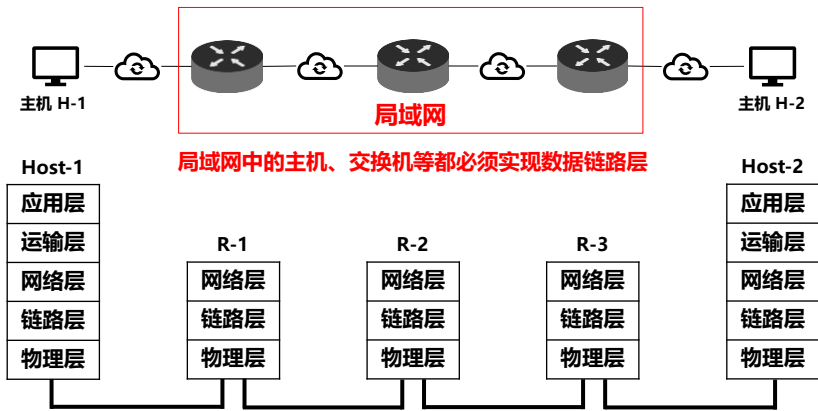 主机 H-1
主机 H-2
局域网
局域网中的主机、交换机等都必须实现数据链路层
Host-1
应用层
运输层
网络层
链路层
物理层
R-1
网络层
链路层
物理层
R-2
网络层
链路层
物理层
R-3
网络层
链路层
物理层
Host-2
应用层
运输层
网络层
链路层
物理层